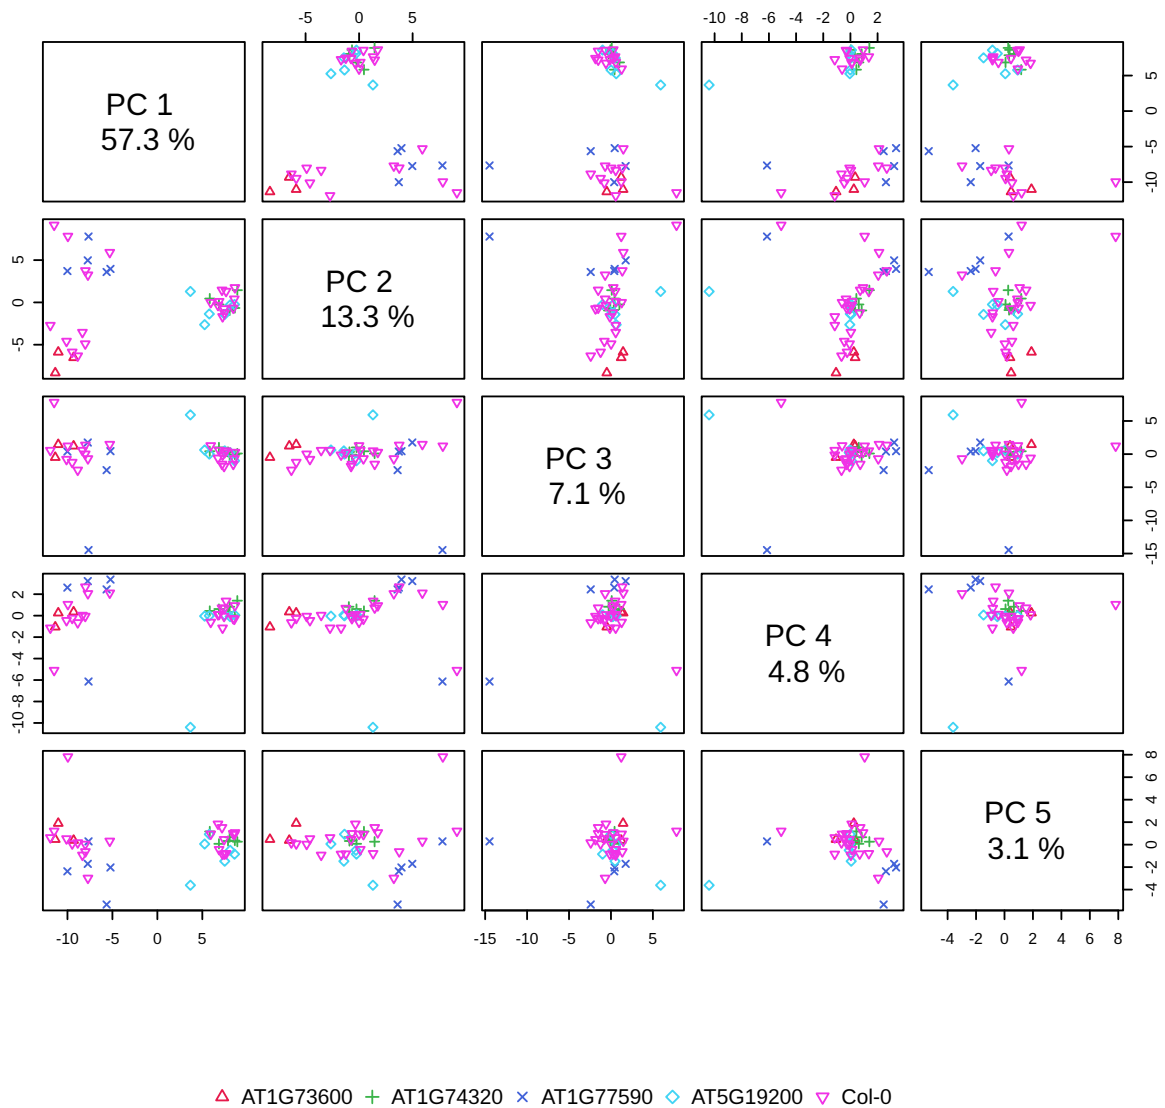 -5 0 5
-10 -8 -6 -4 -2 0 2
PC 1
57.3 %
-10 -5 0 5
-5 0 5
PC 2
13.3 %
PC 3
7.1 %
-15 -10 -5 0 5
-10 -8 -6 -4 -2 0 2
PC 4
4.8 %
PC 5
3.1 %
-4 -2 0 2 4 6 8
-10 -5 0 5
-15 -10 -5 0 5
-4 -2 0 2 4 6 8
AT1G73600 AT1G74320 AT1G77590 AT5G19200 Col-0